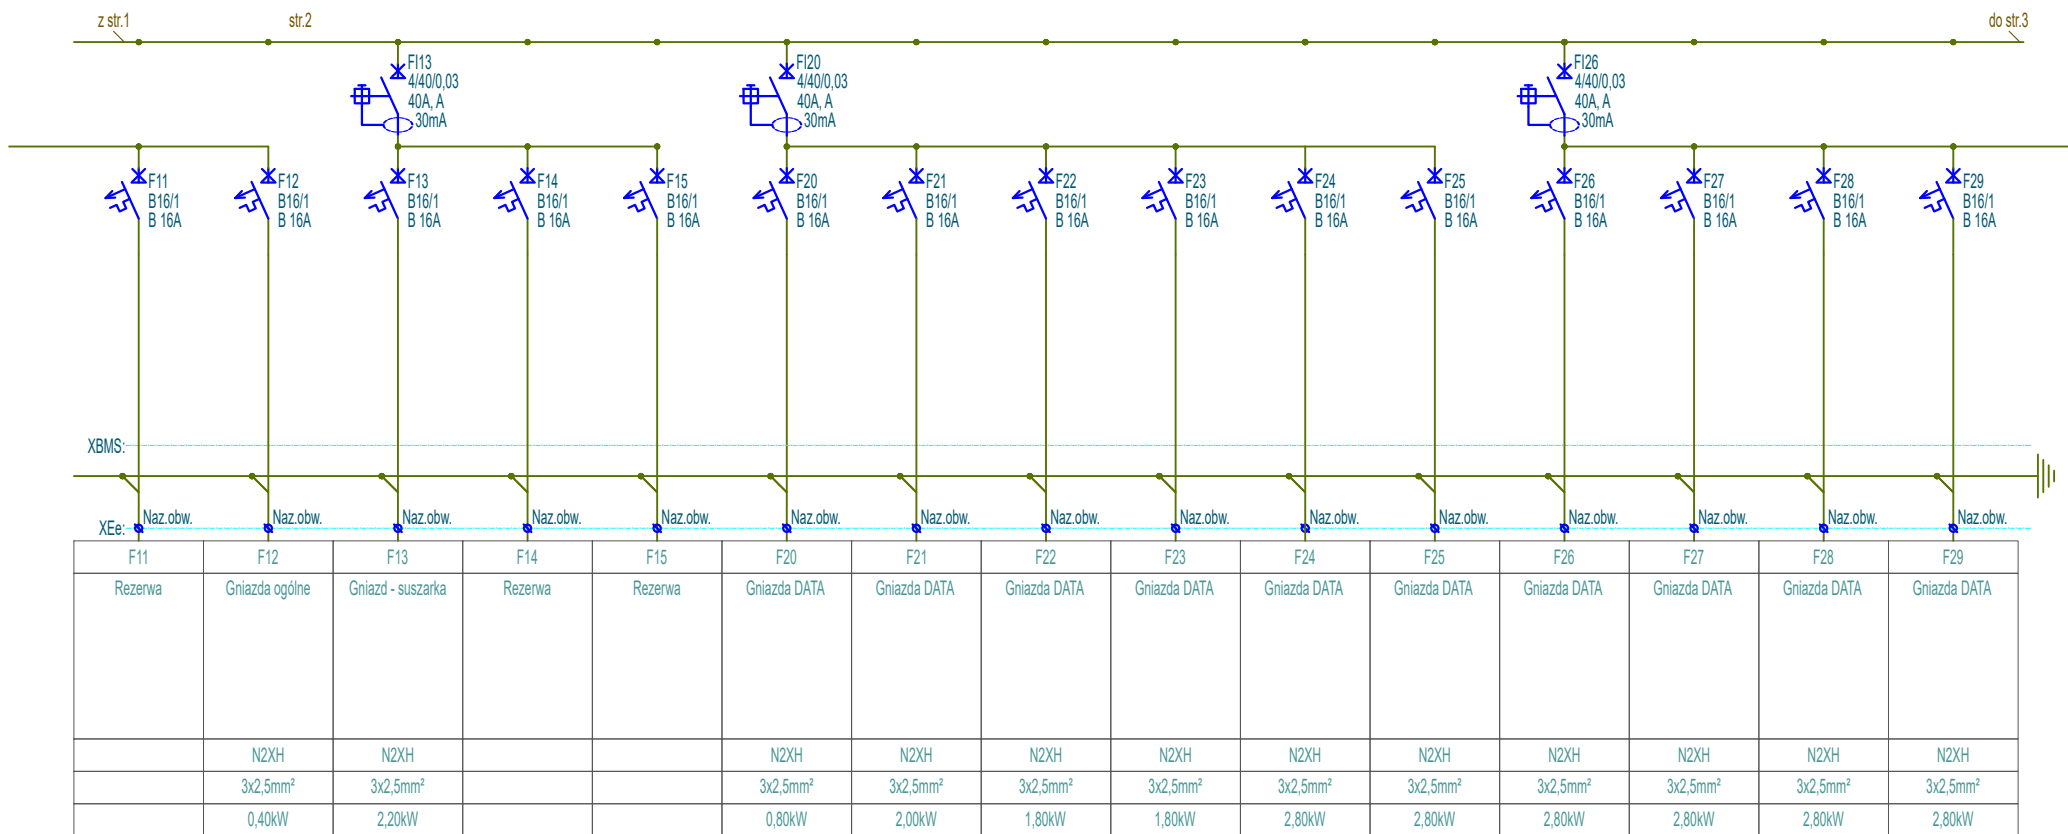 z str.1 str.2 do str.3
FI13 FI20 FI26
4/40/0,03 4/40/0,03 4/40/0,03
40A, A 40A, A 40A, A
30mA 30mA 30mA
F11 F12 F13 F14 F15 F20 F21 F22 F23 F24 F25 F26 F27 F28 F29
B16/1 B16/1 B16/1 B16/1 B16/1 B16/1 B16/1 B16/1 B16/1 B16/1 B16/1 B16/1 B16/1 B16/1 B16/1
B 16A B 16A B 16A B 16A B 16A B 16A B 16A B 16A B 16A B 16A B 16A B 16A B 16A B 16A B 16A
XBMS:
Naz.obw. Naz.obw. Naz.obw. Naz.obw. Naz.obw. Naz.obw. Naz.obw. Naz.obw. Naz.obw. Naz.obw. Naz.obw. Naz.obw. Naz.obw. Naz.obw. Naz.obw.
XEe:
F11 F12 F13 F14 F15 F20 F21 F22 F23 F24 F25 F26 F27 F28 F29
Rezerwa Gniazda ogólne Gniazd - suszarka Rezerwa Rezerwa Gniazda DATA Gniazda DATA Gniazda DATA Gniazda DATA Gniazda DATA Gniazda DATA Gniazda DATA Gniazda DATA Gniazda DATA Gniazda DATA
N2XH N2XH N2XH N2XH N2XH N2XH N2XH N2XH N2XH N2XH N2XH N2XH
3x2,5mm² 3x2,5mm² 3x2,5mm² 3x2,5mm² 3x2,5mm² 3x2,5mm² 3x2,5mm² 3x2,5mm² 3x2,5mm² 3x2,5mm² 3x2,5mm² 3x2,5mm²
0,40kW 2,20kW 0,80kW 2,00kW 1,80kW 1,80kW 2,80kW 2,80kW 2,80kW 2,80kW 2,80kW 2,80kW